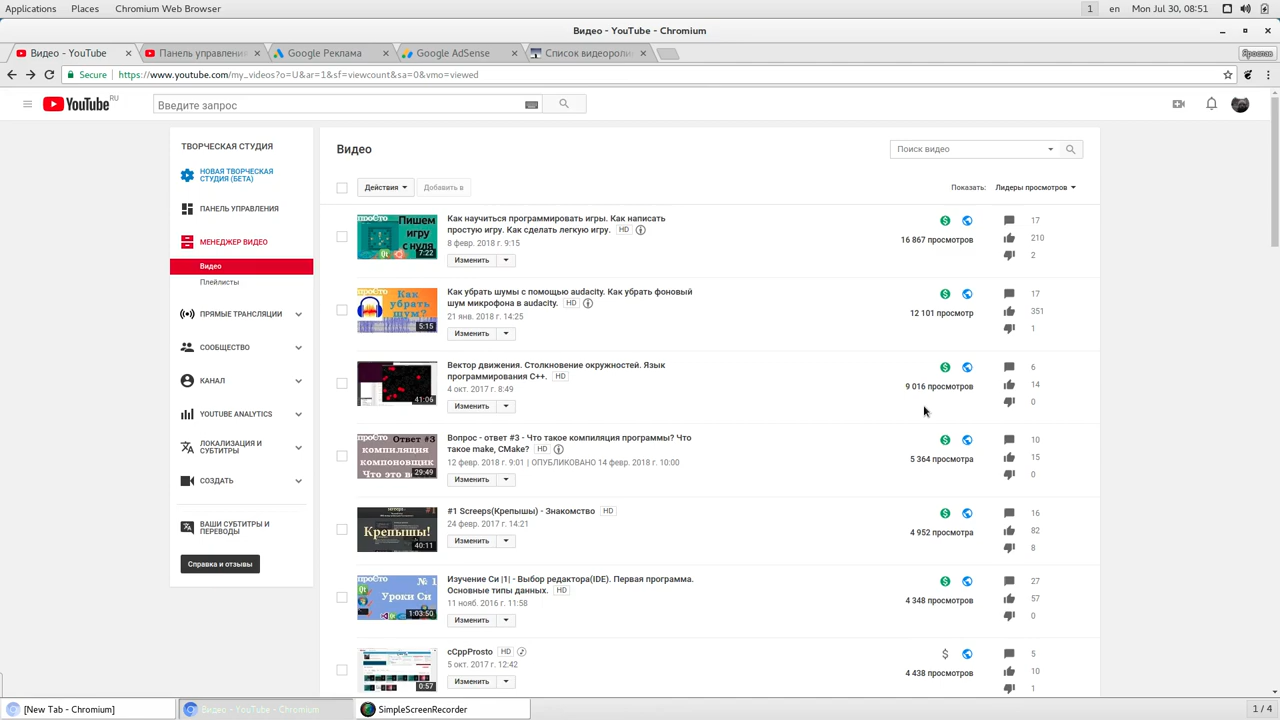 Applications Places Chromium Web Browser 1 en Mon Jul 30, 08:51
Видео - YouTube - Chromium
Видео - YouTube Панель управления Google Реклама Google AdSense Список видеоролик Ярослав
Secure https://www.youtube.com/my_videos?o=U&ar=1&sf=viewcount&sa=0&vmo=viewed
YouTube RU Введите запрос
ТВОРЧЕСКАЯ СТУДИЯ
НОВАЯ ТВОРЧЕСКАЯ
СТУДИЯ (БЕТА)
ПАНЕЛЬ УПРАВЛЕНИЯ
МЕНЕДЖЕР ВИДЕО
Видео
Плейлисты
ПРЯМЫЕ ТРАНСЛЯЦИИ
СООБЩЕСТВО
КАНАЛ
YOUTUBE ANALYTICS
ЛОКАЛИЗАЦИЯ И
СУБТИТРЫ
СОЗДАТЬ
ВАШИ СУБТИТРЫ И
ПЕРЕВОДЫ
Справка и отзывы
Видео Поиск видео
Действия Добавить в Показать: Лидеры просмотров
Пишем
игру
с нуля
7:22
Как научиться программировать игры. Как написать
простую игру. Как сделать легкую игру. HD
8 февр. 2018 г. 9:15
Изменить
16 867 просмотров
17
210
2
Как
убрать
шум?
5:15
Как убрать шумы с помощью audacity. Как убрать фоновый
шум микрофона в audacity. HD
21 янв. 2018 г. 14:25
Изменить
12 101 просмотр
17
351
1
41:06
Вектор движения. Столкновение окружностей. Язык
программирования C++. HD
4 окт. 2017 г. 8:49
Изменить
9 016 просмотров
6
14
0
Ответ #3
компиляция
компоновщик
29:49
Вопрос - ответ #3 - Что такое компиляция программы? Что
такое make, CMake? HD
12 февр. 2018 г. 9:01 | ОПУБЛИКОВАНО 14 февр. 2018 г. 10:00
Изменить
5 364 просмотра
10
15
0
#1
Крепыши!
40:11
#1 Screeps(Крепыши) - Знакомство HD
24 февр. 2017 г. 14:21
Изменить
4 952 просмотра
16
82
8
№ 1
Уроки Си
1:03:50
Изучение Си |1| - Выбор редактора(IDE). Первая программа.
Основные типы данных. HD
11 нояб. 2016 г. 11:58
Изменить
4 348 просмотров
27
57
0
0:57
cCppProsto HD
5 окт. 2017 г. 12:42
Изменить
4 438 просмотров
5
10
1
[New Tab - Chromium] Видео - YouTube - Chromium SimpleScreenRecorder 1 / 4